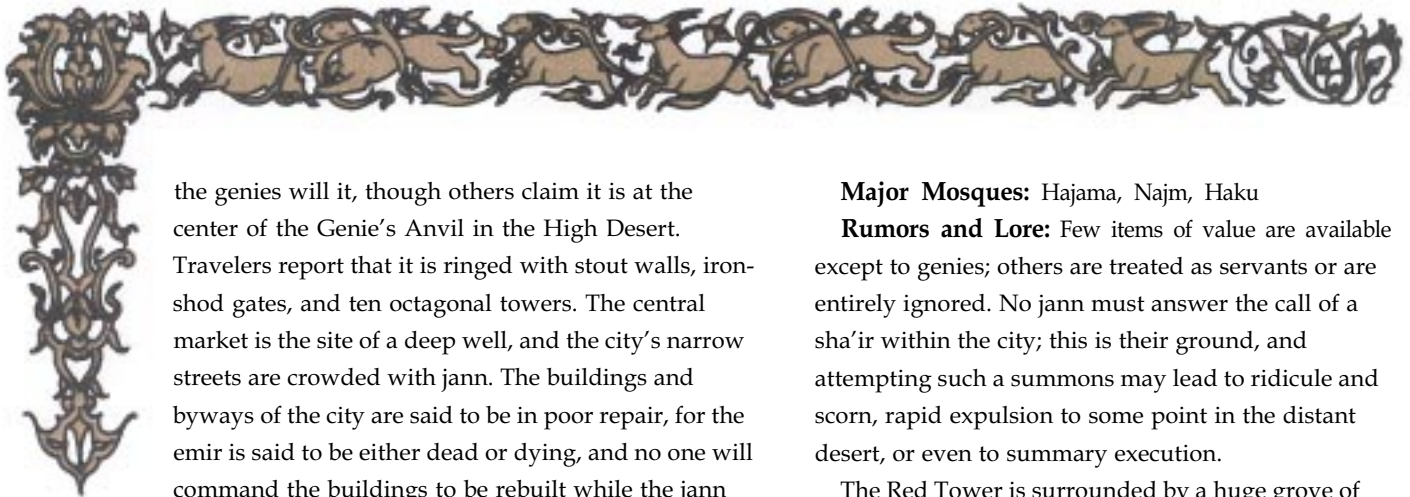 the genies will it, though others claim it is at the
center of the Genie’s Anvil in the High Desert.
Travelers report that it is ringed with stout walls, iron-
shod gates, and ten octagonal towers. The central
market is the site of a deep well, and the city’s narrow
streets are crowded with jann. The buildings and
byways of the city are said to be in poor repair, for the
emir is said to be either dead or dying, and no one will
command the buildings to be rebuilt while the jann
Major Mosques: Hajama, Najm, Haku
Rumors and Lore: Few items of value are available
except to genies; others are treated as servants or are
entirely ignored. No jann must answer the call of a
sha’ir within the city; this is their ground, and
attempting such a summons may lead to ridicule and
scorn, rapid expulsion to some point in the distant
desert, or even to summary execution.
The Red Tower is surrounded by a huge grove of